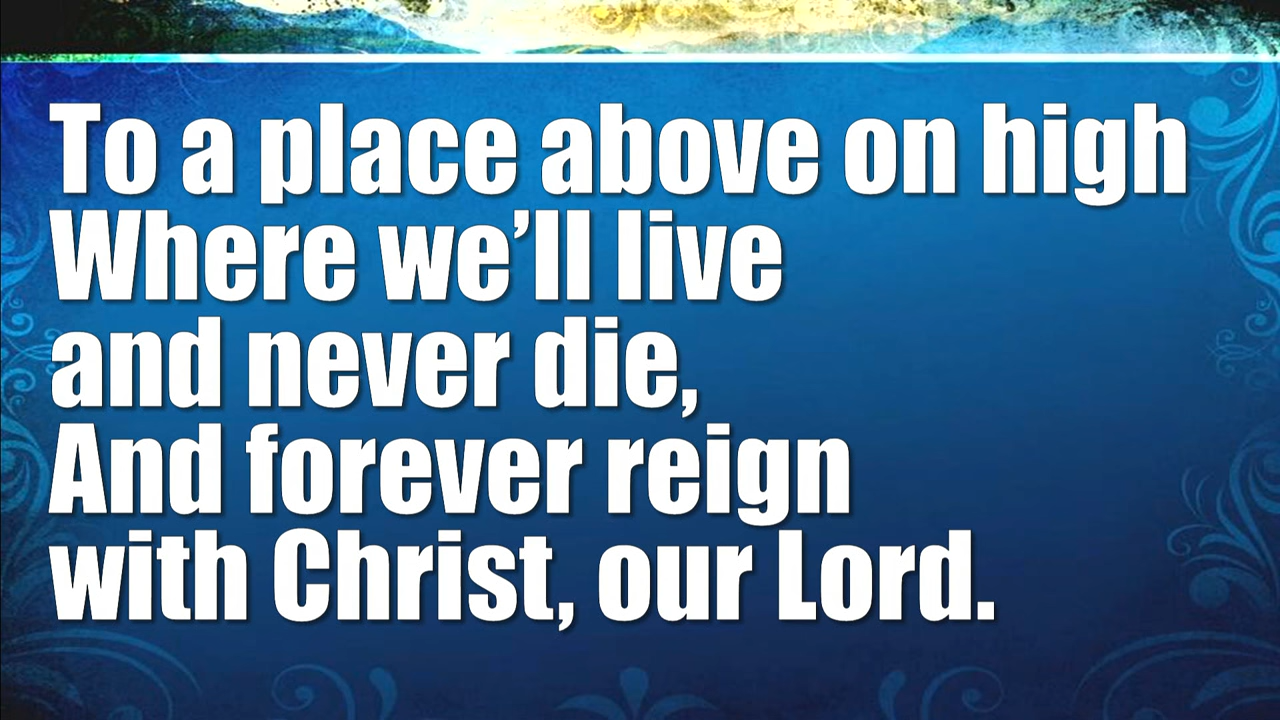 To a place above on high
Where we’ll live
and never die,
And forever reign
with Christ, our Lord.